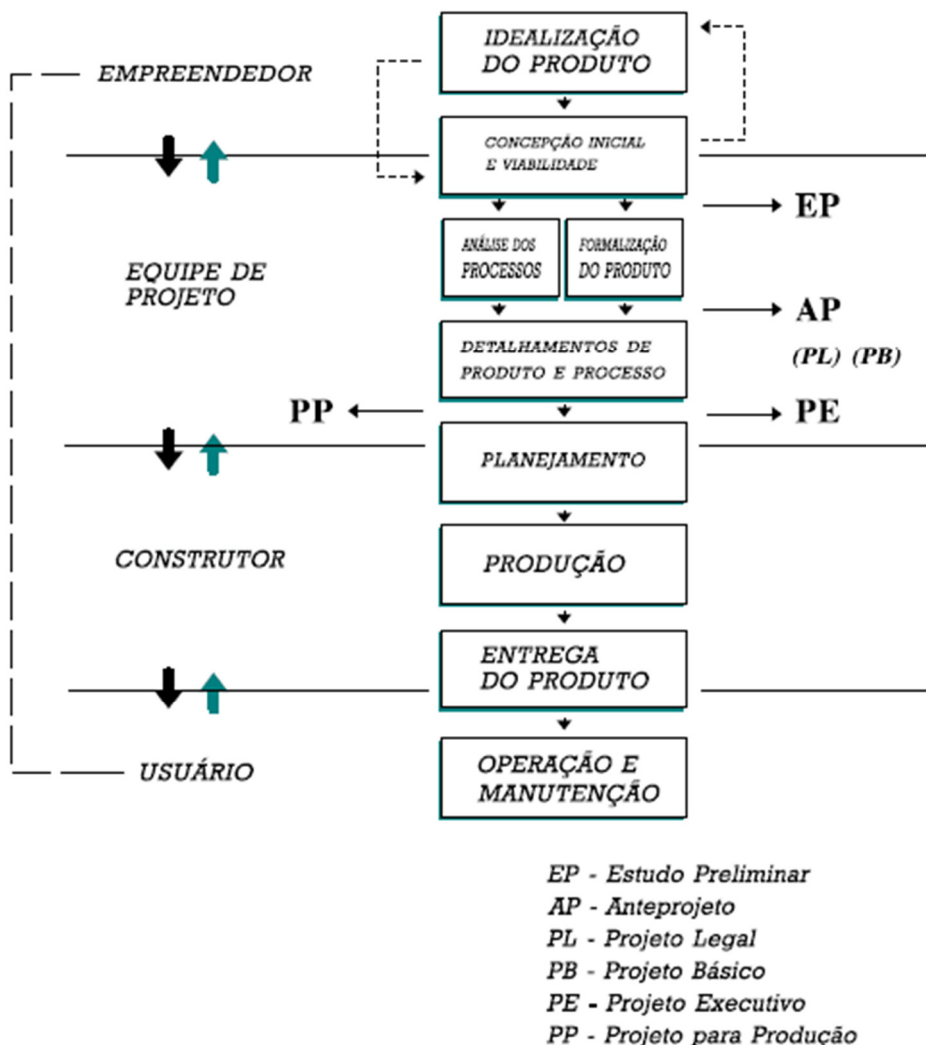 IDEALIZAÇÃO
DO PRODUTO
EMPREENDEDOR
CONCEPÇÃO INICIAL
E VIABILIDADE
EP
ANÁLISE DOS
PROCESSOS
FORMALIZAÇÃO
DO PRODUTO
EQUIPE DE
PROJETO
AP
(PL) (PB)
DETALHAMENTOS DE
PRODUTO E PROCESSO
PP
PE
PLANEJAMENTO
CONSTRUTOR
PRODUÇÃO
ENTREGA
DO PRODUTO
USUÁRIO
OPERAÇÃO E
MANUTENÇÃO
EP - Estudo Preliminar
AP - Anteprojeto
PL - Projeto Legal
PB - Projeto Básico
PE - Projeto Executivo
PP - Projeto para Produção